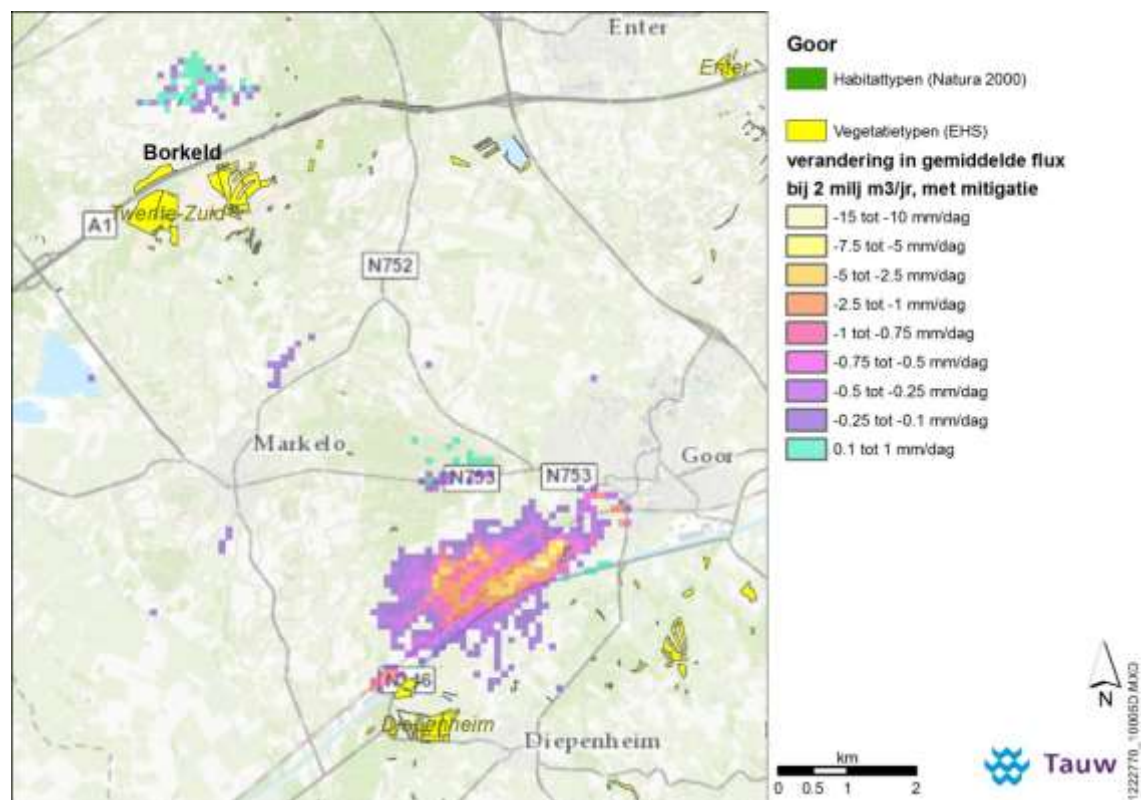 Enter
Enter
Borkeld
Twente-Zuid
A1
N752
Markelo
N753
N753
Goor
Diepenheim
Diepenheim
Goor
Habitattypen (Natura 2000)
Vegetatietypen (EHS)
verandering in gemiddelde flux
bij 2 milj m3/jr, met mitigatie
-15 tot -10 mm/dag
-7.5 tot -5 mm/dag
-5 tot -2.5 mm/dag
-2.5 tot -1 mm/dag
-1 tot -0.75 mm/dag
-0.75 tot -0.5 mm/dag
-0.5 tot -0.25 mm/dag
-0.25 tot -0.1 mm/dag
0.1 tot 1 mm/dag
N
km
0 0.5 1 2
Tauw